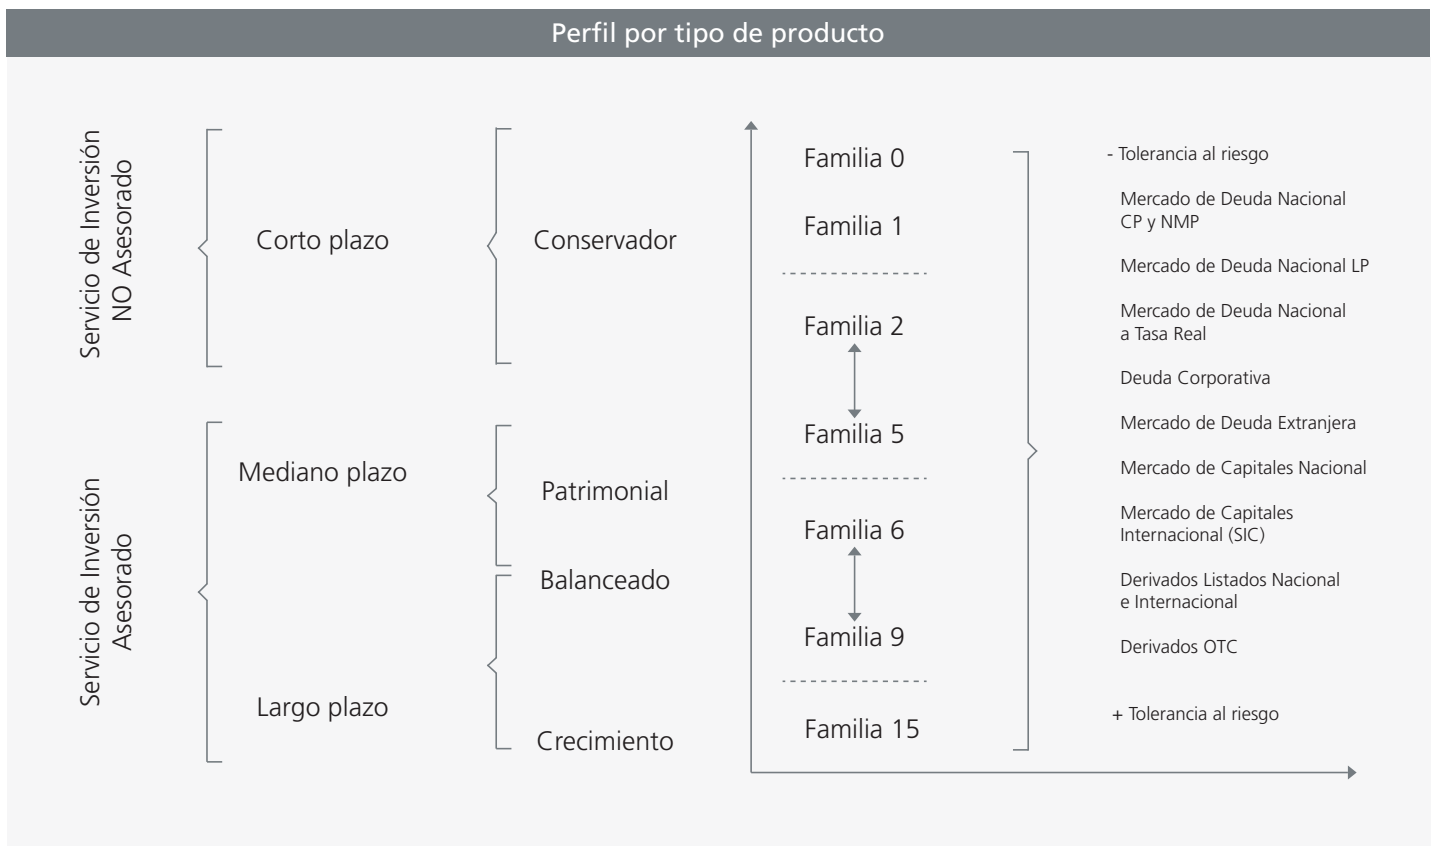 Perfil por tipo de producto
Servicio de Inversión
NO Asesorado
Corto plazo
Conservador
Servicio de Inversión
Asesorado
Mediano plazo
Largo plazo
Patrimonial
Balanceado
Crecimiento
Familia 0
Familia 1
Familia 2
Familia 5
Familia 6
Familia 9
Familia 15
- Tolerancia al riesgo
Mercado de Deuda Nacional
CP y NMP
Mercado de Deuda Nacional LP
Mercado de Deuda Nacional
a Tasa Real
Deuda Corporativa
Mercado de Deuda Extranjera
Mercado de Capitales Nacional
Mercado de Capitales
Internacional (SIC)
Derivados Listados Nacional
e Internacional
Derivados OTC
+ Tolerancia al riesgo